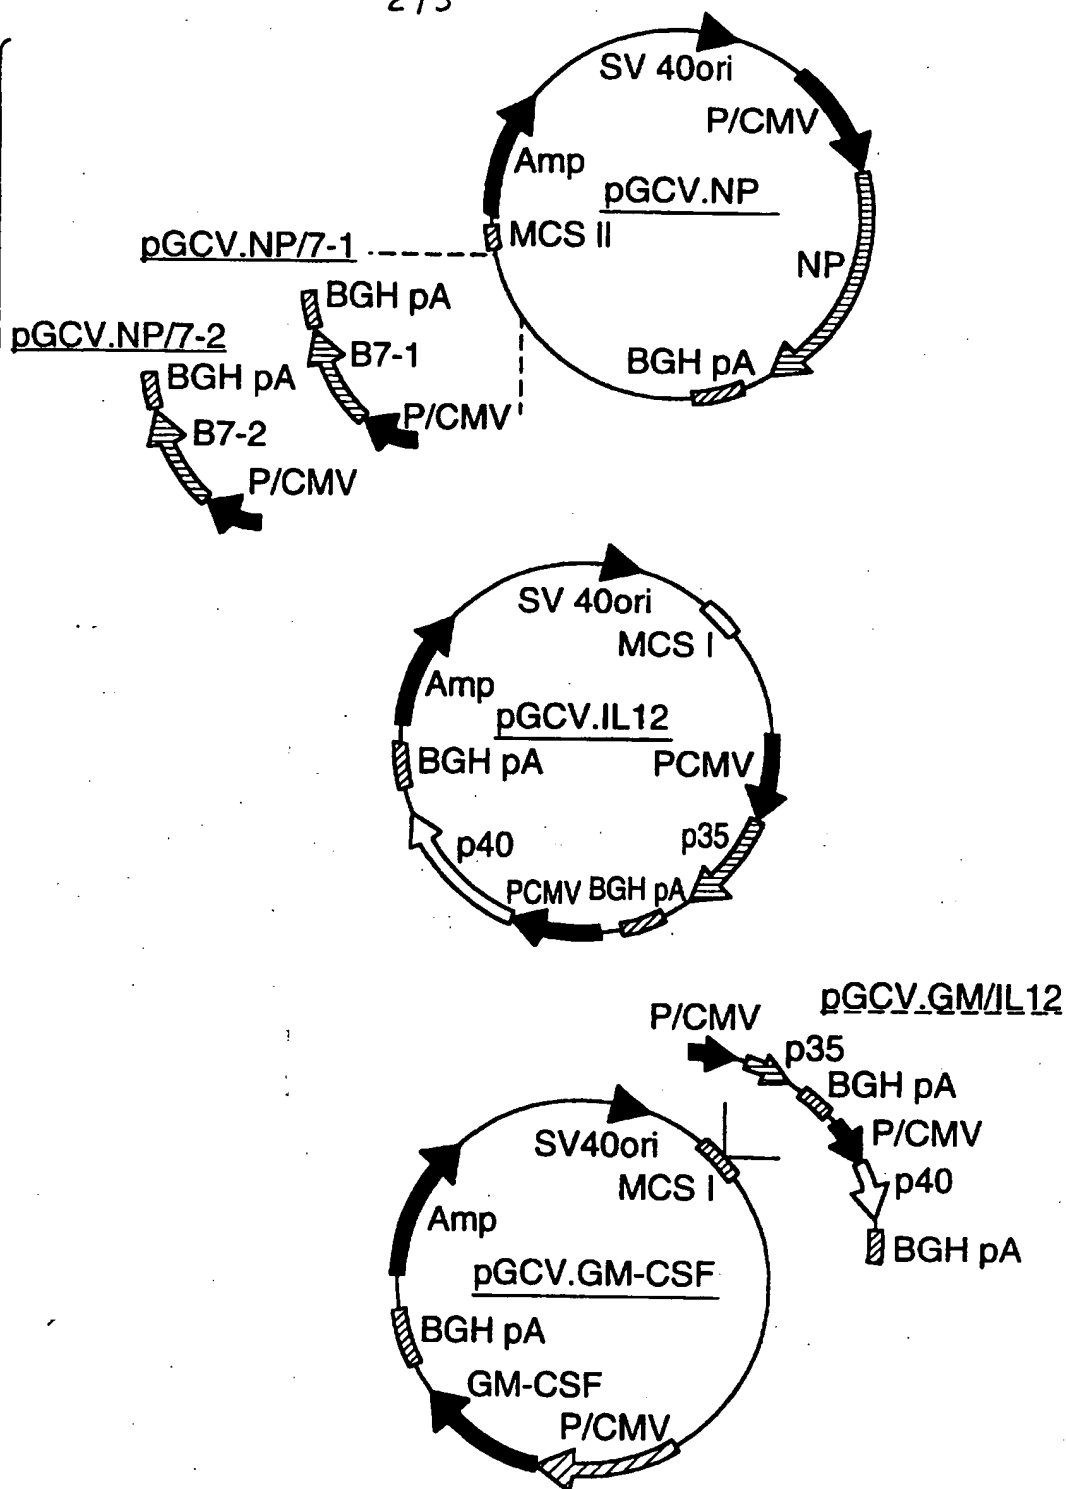 2/3
SV 40ori
P/CMV
Amp
pGCV.NP
MCS II
pGCV.NP/7-1
NP
BGH pA
B7-1
P/CMV
BGH pA
pGCV.NP/7-2
BGH pA
B7-2
P/CMV
SV 40ori
MCS I
Amp
pGCV.IL12
BGH pA
PCMV
p35
p40
PCMV BGH pA
pGCV.GM/IL12
P/CMV
p35
BGH pA
P/CMV
p40
BGH pA
SV40ori
MCS I
Amp
pGCV.GM-CSF
BGH pA
GM-CSF
P/CMV